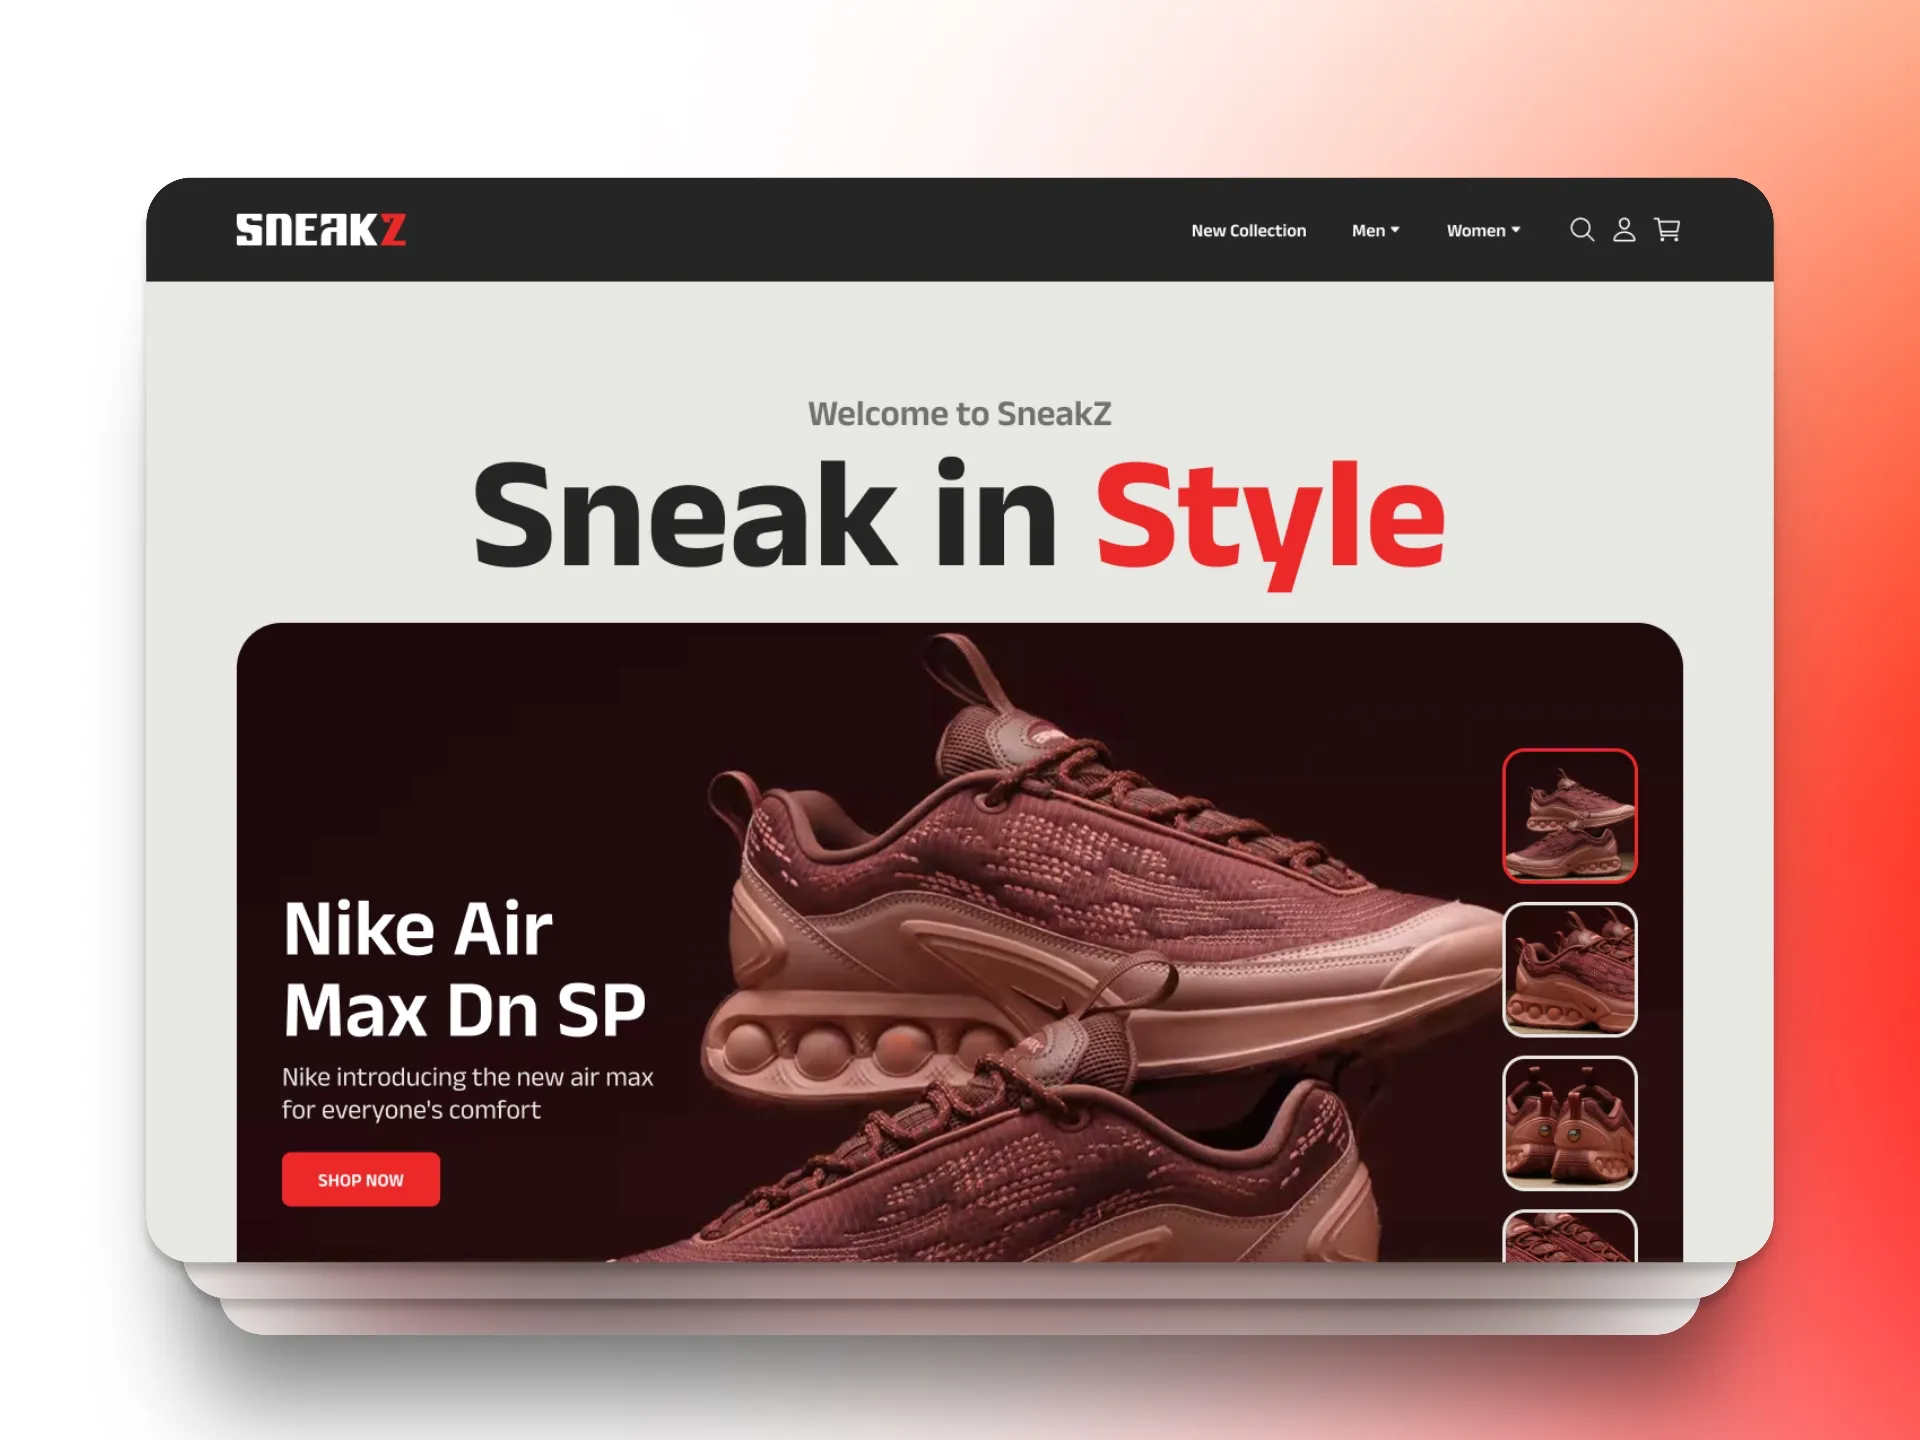 SNEAKZ
New Collection
Men
Women
Welcome to SneakZ
Sneak in Style
Nike Air
Max Dn SP
Nike introducing the new air max
for everyone's comfort
SHOP NOW